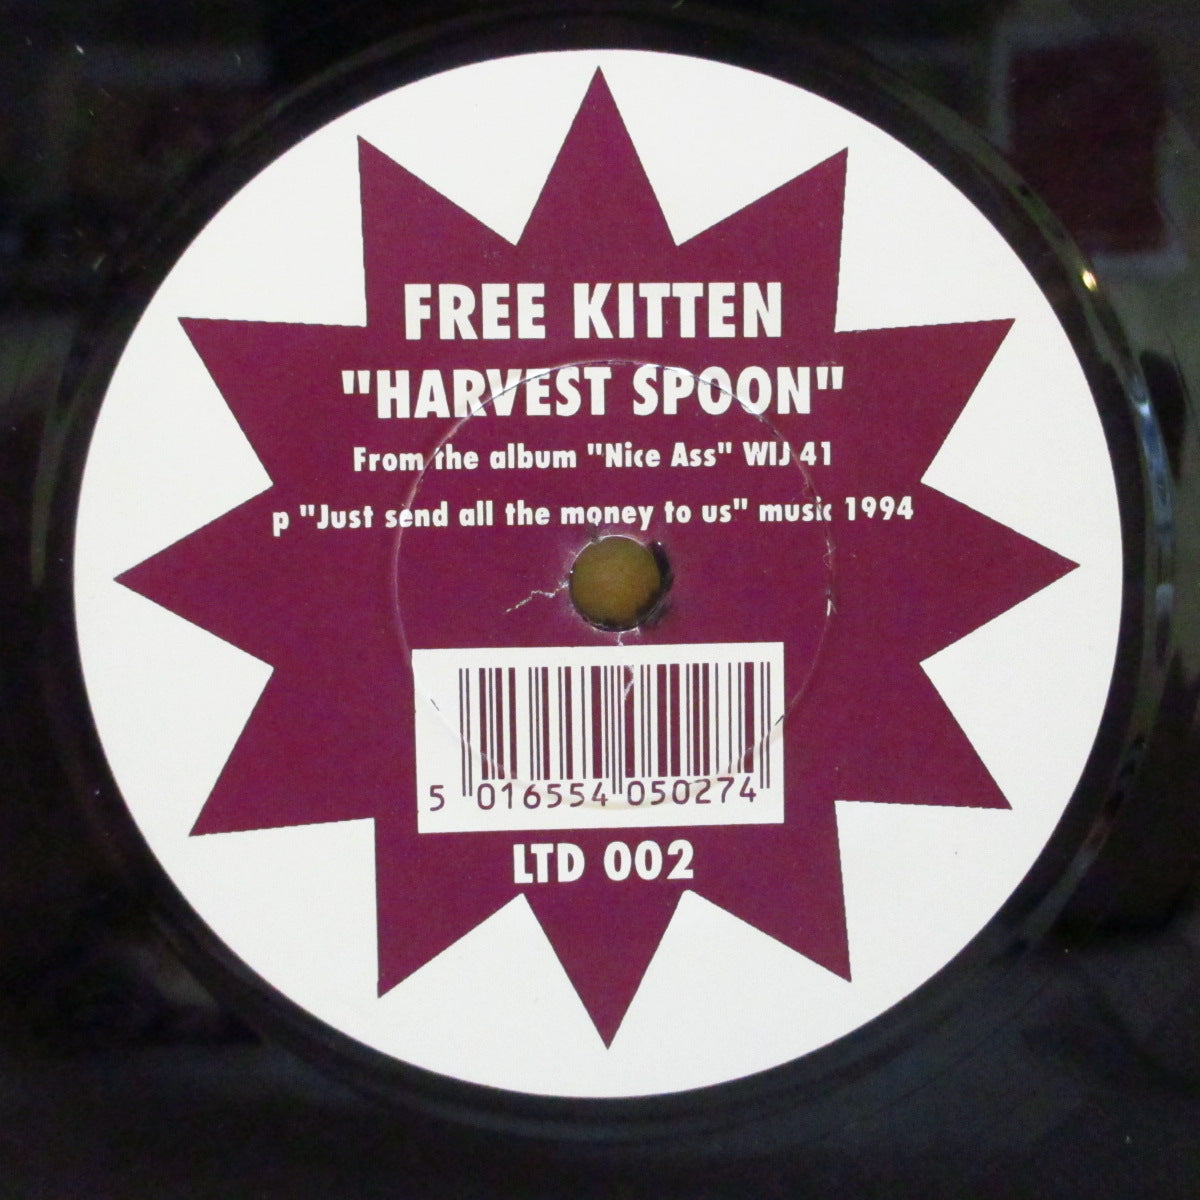 FREE KITTEN
"HARVEST SPOON"
From the album "Nice Ass" WIJ 41
p "Just send all the money to us" music 1994
5 016554 050274
LTD 002